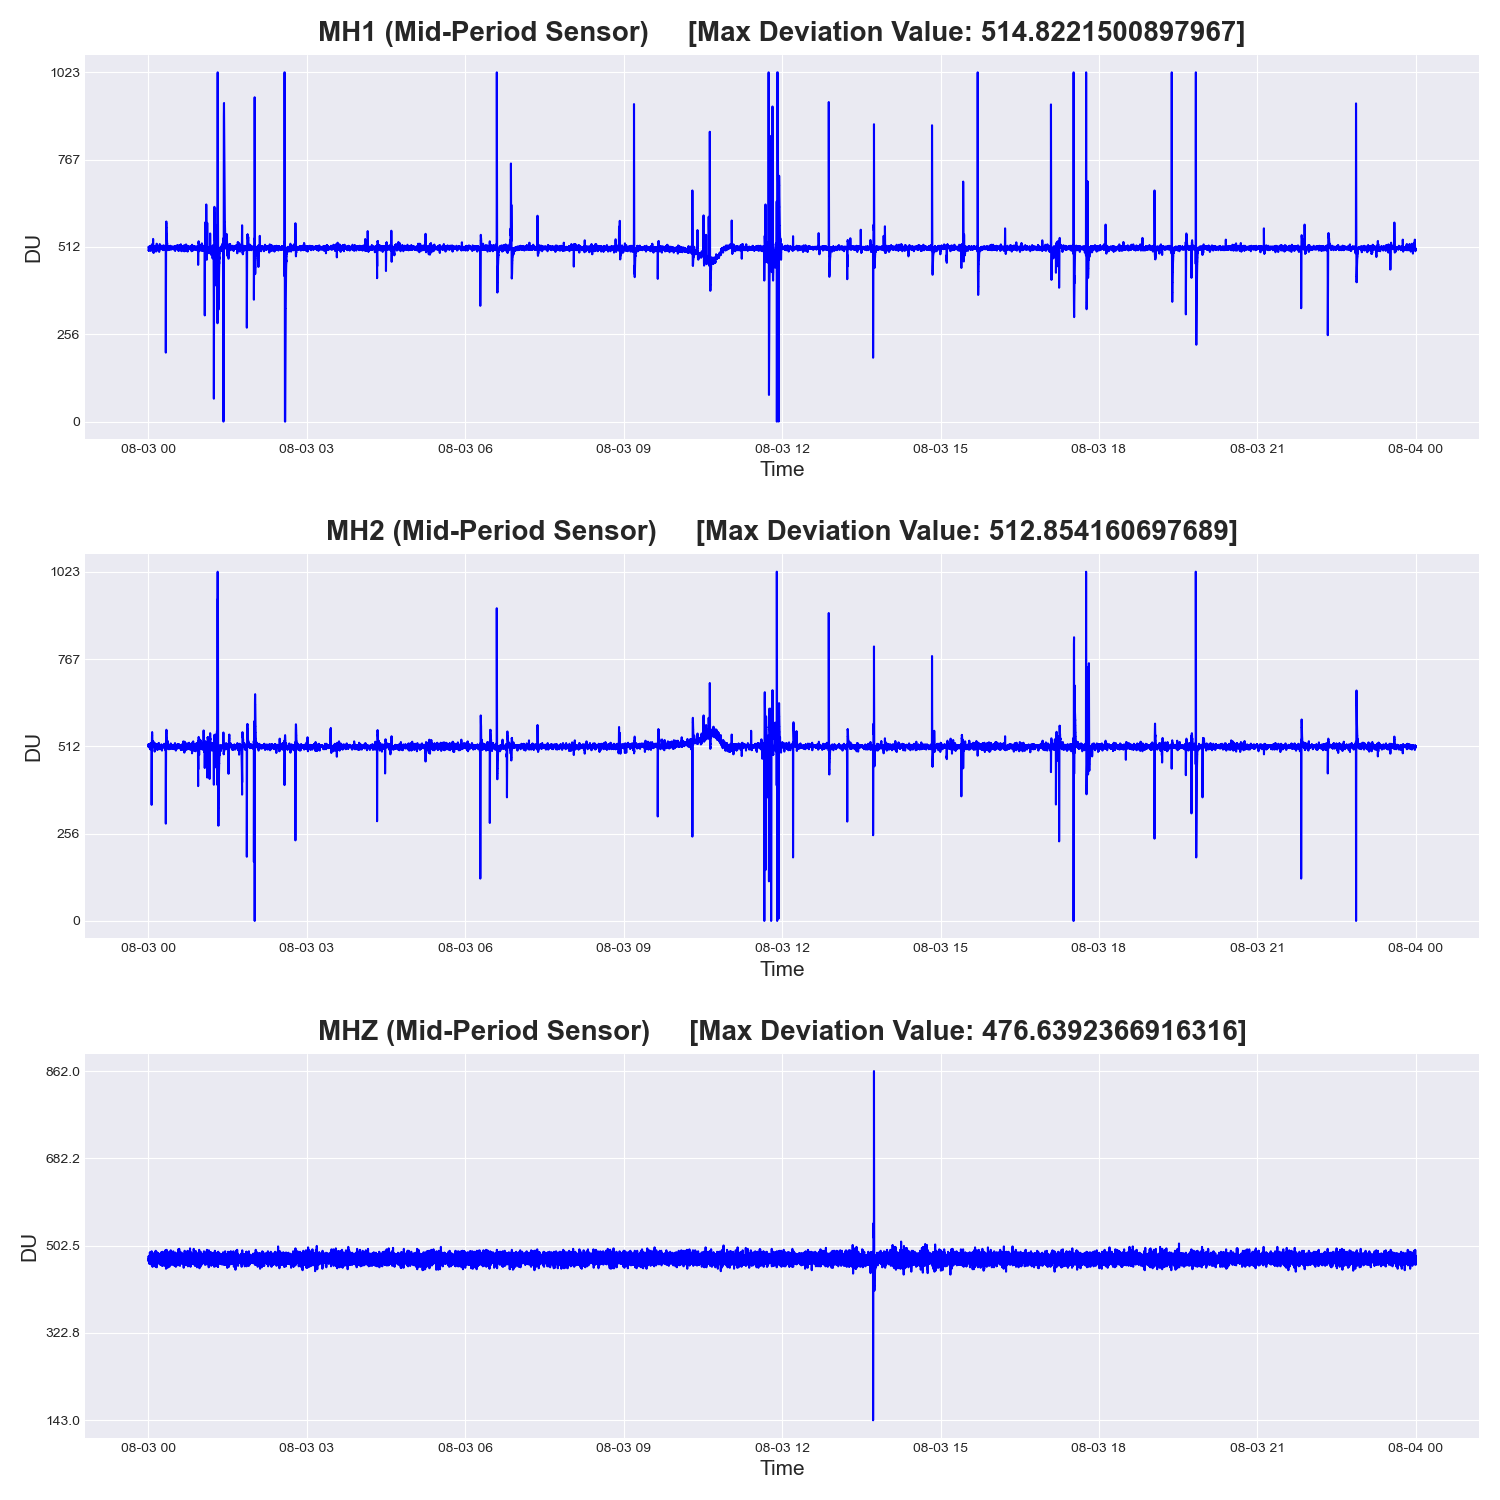 MH1 (Mid-Period Sensor) [Max Deviation Value: 514.8221500897967]
1023
767
512
256
0
DU
08-03 00 08-03 03 08-03 06 08-03 09 08-03 12 08-03 15 08-03 18 08-03 21 08-04 00
Time
MH2 (Mid-Period Sensor) [Max Deviation Value: 512.854160697689]
1023
767
512
256
0
DU
08-03 00 08-03 03 08-03 06 08-03 09 08-03 12 08-03 15 08-03 18 08-03 21 08-04 00
Time
MHZ (Mid-Period Sensor) [Max Deviation Value: 476.6392366916316]
862.0
682.2
502.5
322.8
143.0
DU
08-03 00 08-03 03 08-03 06 08-03 09 08-03 12 08-03 15 08-03 18 08-03 21 08-04 00
Time